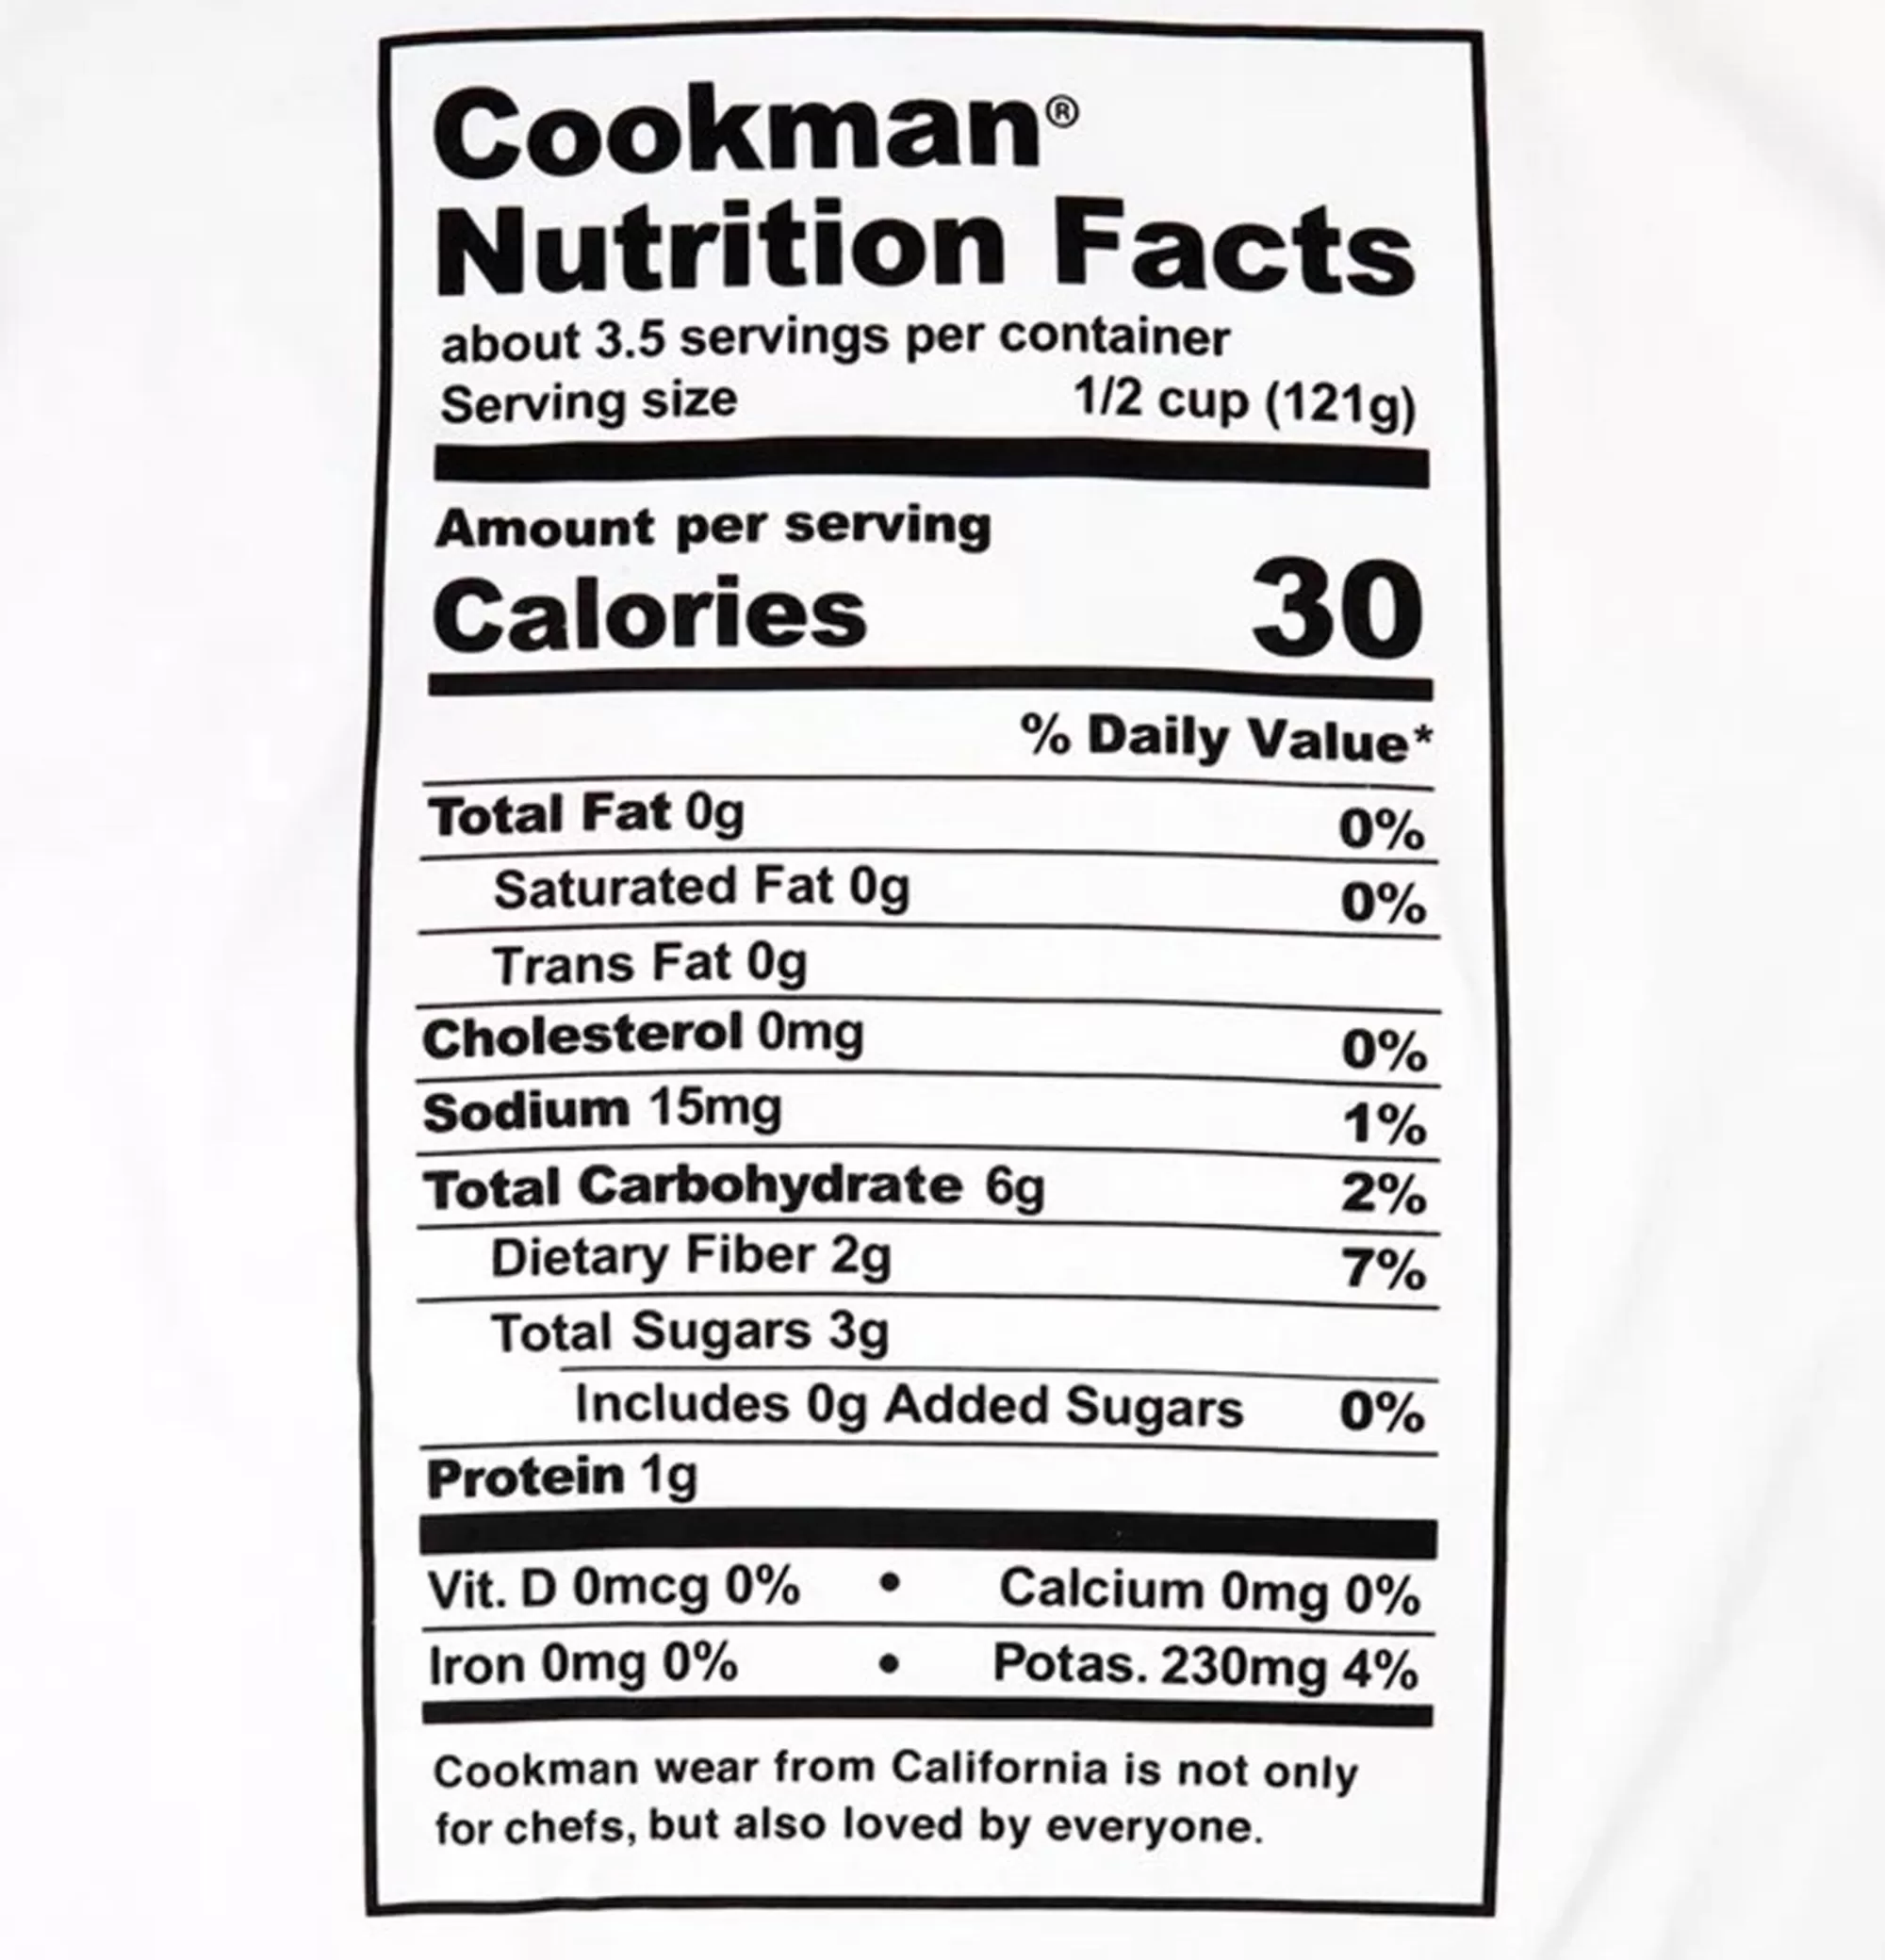 Cookman®
Nutrition Facts
about 3.5 servings per container
Serving size 1/2 cup (121g)
Amount per serving
Calories 30
% Daily Value*
Total Fat 0g 0%
Saturated Fat 0g 0%
Trans Fat 0g
Cholesterol 0mg 0%
Sodium 15mg 1%
Total Carbohydrate 6g 2%
Dietary Fiber 2g 7%
Total Sugars 3g
Includes 0g Added Sugars 0%
Protein 1g
Vit. D 0mcg 0% • Calcium 0mg 0%
Iron 0mg 0% • Potas. 230mg 4%
Cookman wear from California is not only
for chefs, but also loved by everyone.